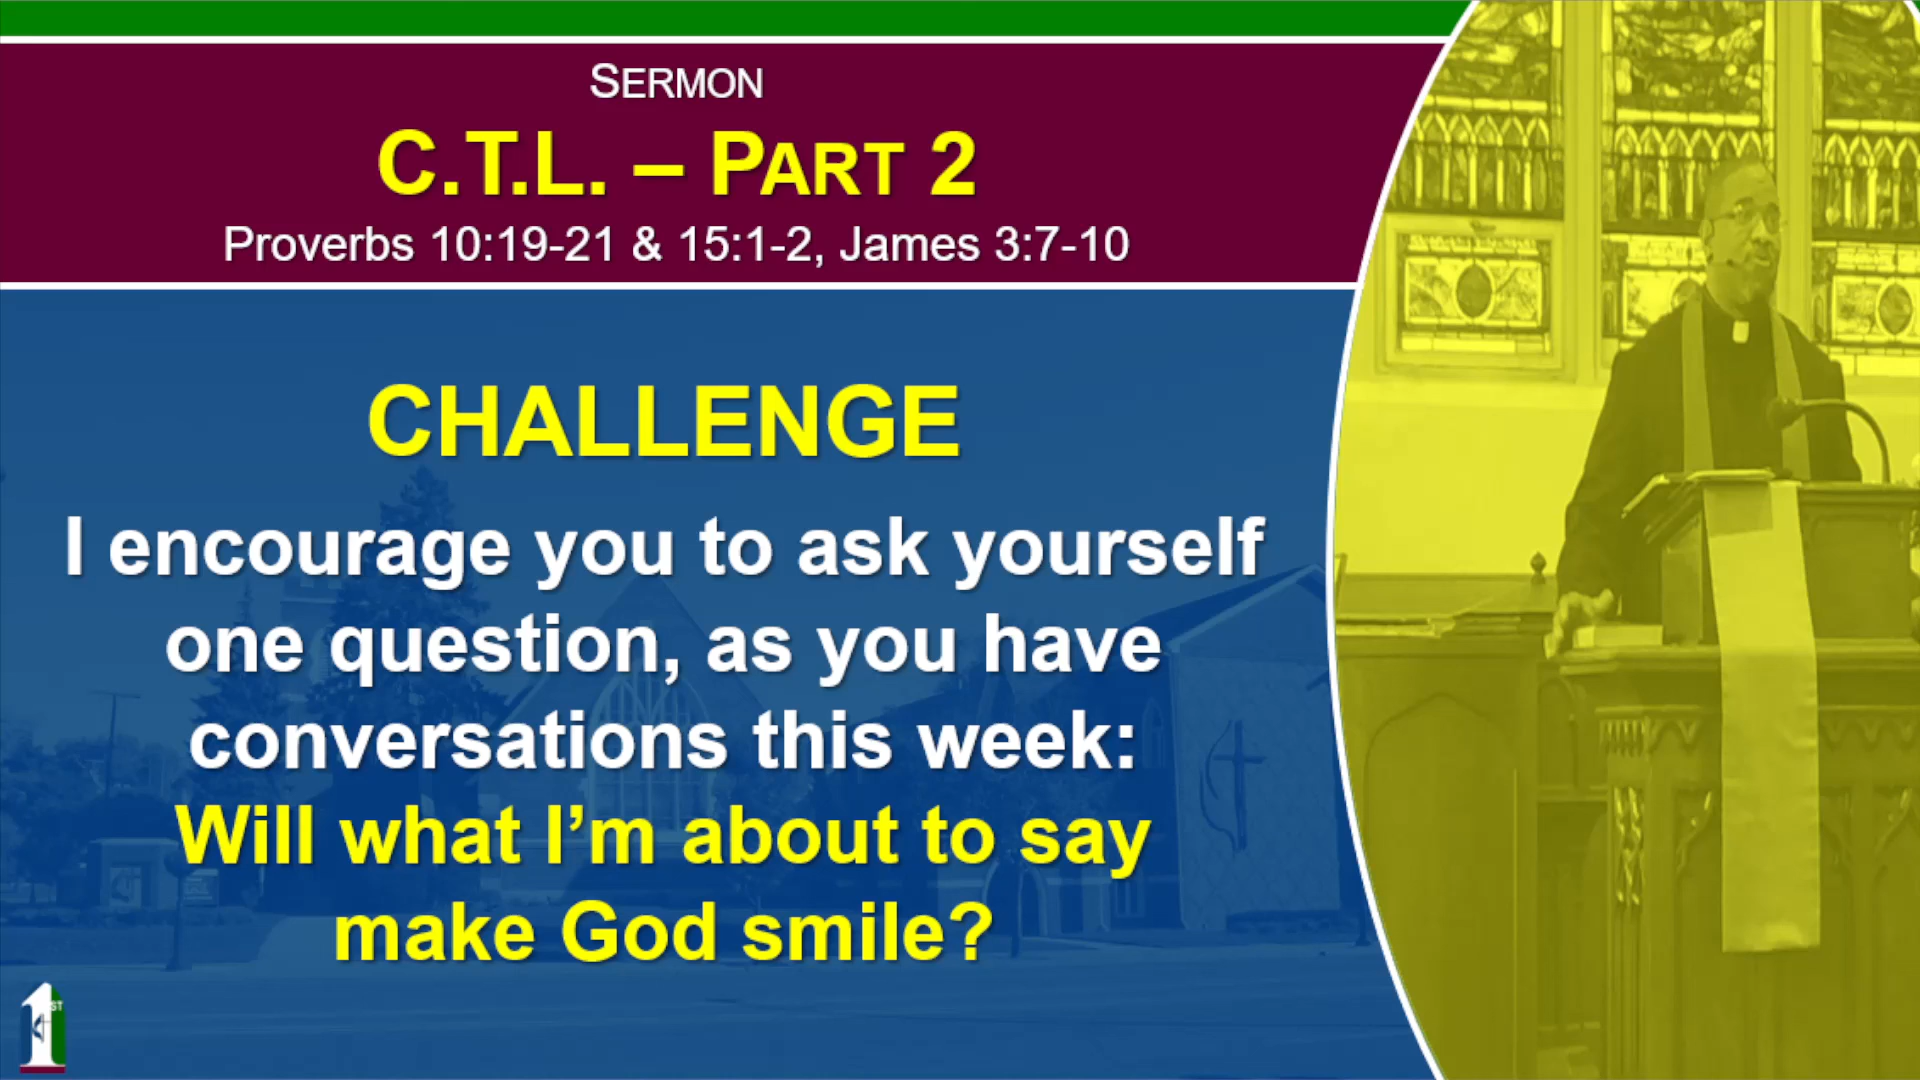 SERMON
C.T.L. – PART 2
Proverbs 10:19-21 & 15:1-2, James 3:7-10
CHALLENGE
I encourage you to ask yourself
one question, as you have
conversations this week:
Will what I’m about to say
make God smile?
1ST